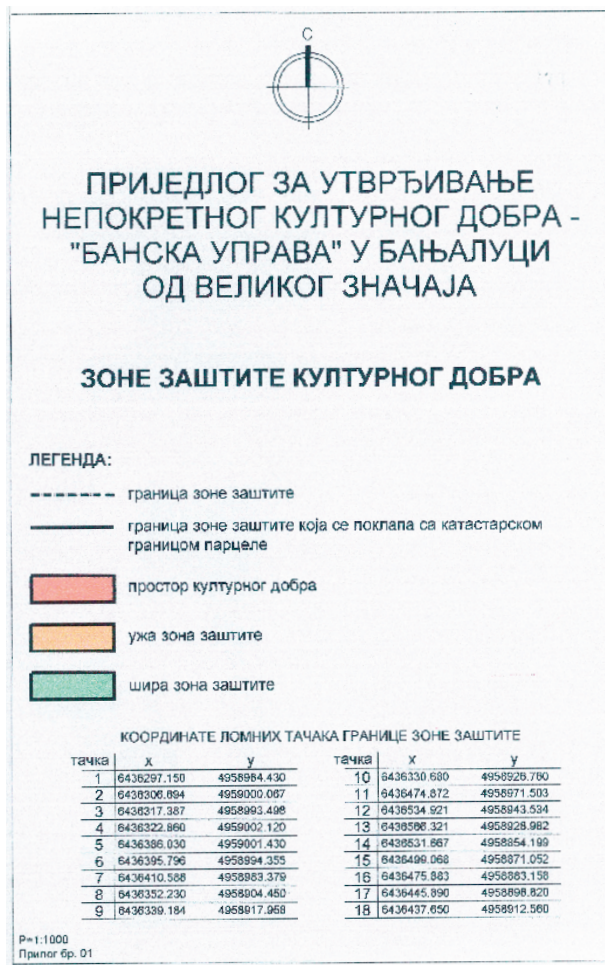 С
ПРИЈЕДЛОГ ЗА УТВРЂИВАЊЕ
НЕПОКРЕТНОГ КУЛТУРНОГ ДОБРА -
"БАНСКА УПРАВА" У БАЊАЛУЦИ
ОД ВЕЛИКОГ ЗНАЧАЈА
ЗОНЕ ЗАШТИТЕ КУЛТУРНОГ ДОБРА
ЛЕГЕНДА:
граница зоне заштите
граница зоне заштите која се поклапа са катастарском
границом парцеле
простор културног добра
ужа зона заштите
шира зона заштите
КООРДИНАТЕ ЛОМНИХ ТАЧАКА ГРАНИЦЕ ЗОНЕ ЗАШТИТЕ
тачка x y
1 6436297.150 4958984.430
2 6436306.694 4959000.067
3 6436317.387 4958993.498
4 6436322.860 4959002.120
5 6436386.030 4959001.430
6 6436395.796 4958994.355
7 6436410.588 4958983.379
8 6436352.230 4958904.450
9 6436339.184 4958917.958
тачка x y
10 6436330.680 4958926.760
11 6436474.872 4958971.503
12 6436534.921 4958943.534
13 6436566.321 4958928.982
14 6436531.667 4958854.199
15 6436499.068 4958871.052
16 6436475.883 4958883.158
17 6436445.890 4958898.820
18 6436437.650 4958912.560
Р=1:1000
Прилог бр. 01